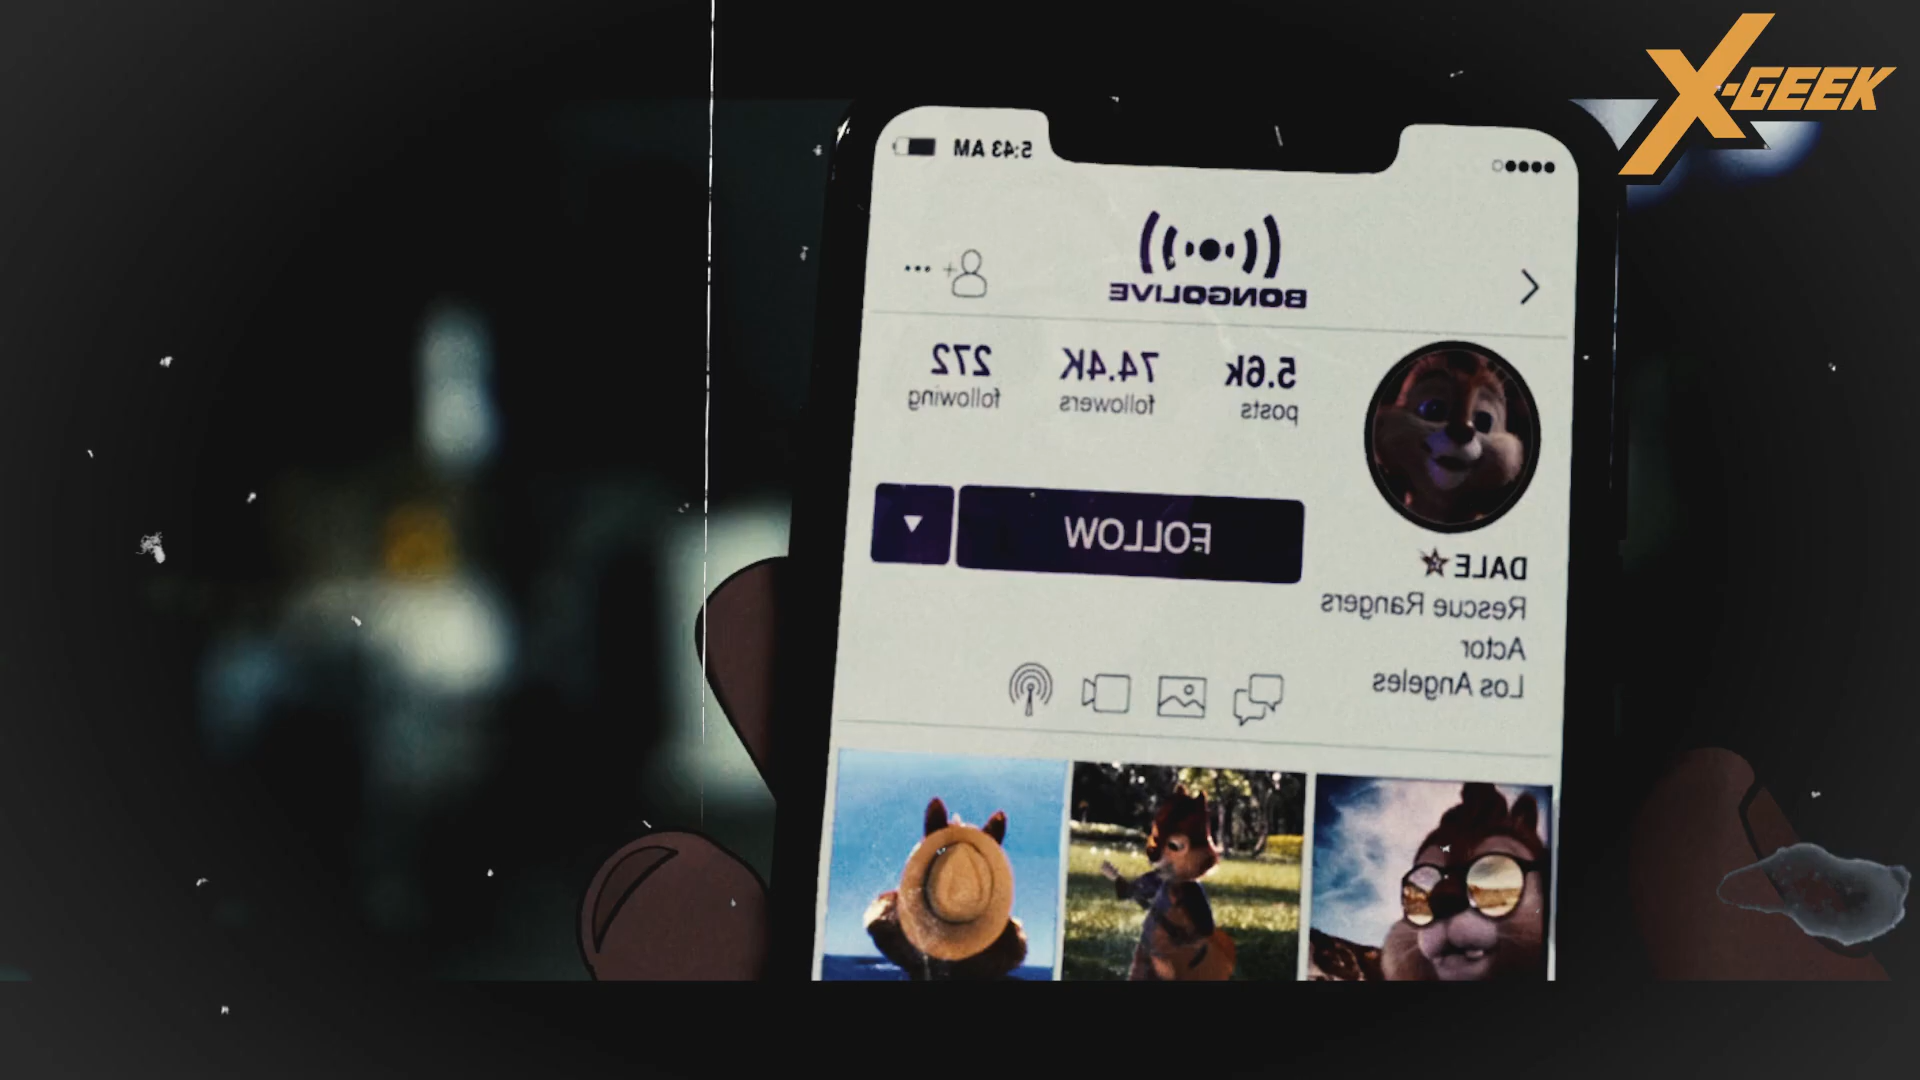 X-GEEK
5:43 AM
BONGOLIVE
5.6k 74.4K 272
posts followers following
FOLLOW
DALE
Rescue Rangers
Actor
Los Angeles